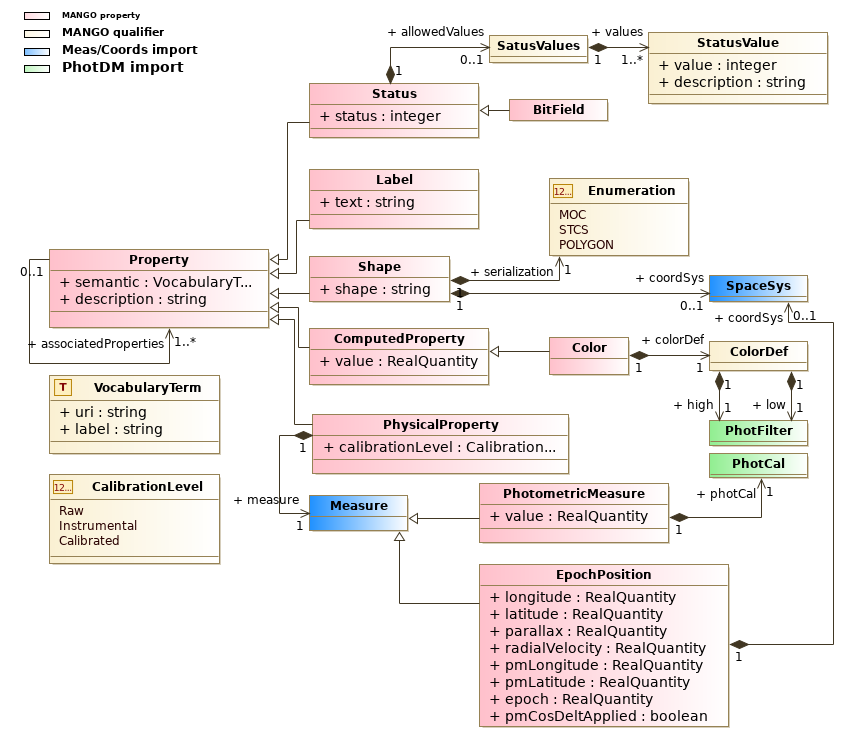 MANGO property
MANGO qualifier
Meas/Coords import
PhotDM import
+ allowedValues
0..1
1
SatusValues
+ values
1
1..*
StatusValue
+ value : integer
+ description : string
Status
+ status : integer
BitField
Label
+ text : string
12...
Enumeration
MOC
STCS
POLYGON
Property
+ semantic : VocabularyT...
+ description : string
0..1
+ associatedProperties
1..*
Shape
+ shape : string
+ serialization
1
1
1
+ coordSys
0..1
SpaceSys
+ coordSys
0..1
ComputedProperty
+ value : RealQuantity
Color
+ colorDef
1
1
ColorDef
1
1
+ high
1
+ low
1
PhotFilter
PhotCal
T
VocabularyTerm
+ uri : string
+ label : string
PhysicalProperty
+ calibrationLevel : Calibration...
1
+ measure
1
12...
CalibrationLevel
Raw
Instrumental
Calibrated
Measure
PhotometricMeasure
+ value : RealQuantity
+ photCal
1
1
EpochPosition
+ longitude : RealQuantity
+ latitude : RealQuantity
+ parallax : RealQuantity
+ radialVelocity : RealQuantity
+ pmLongitude : RealQuantity
+ pmLatitude : RealQuantity
+ epoch : RealQuantity
+ pmCosDeltApplied : boolean
1